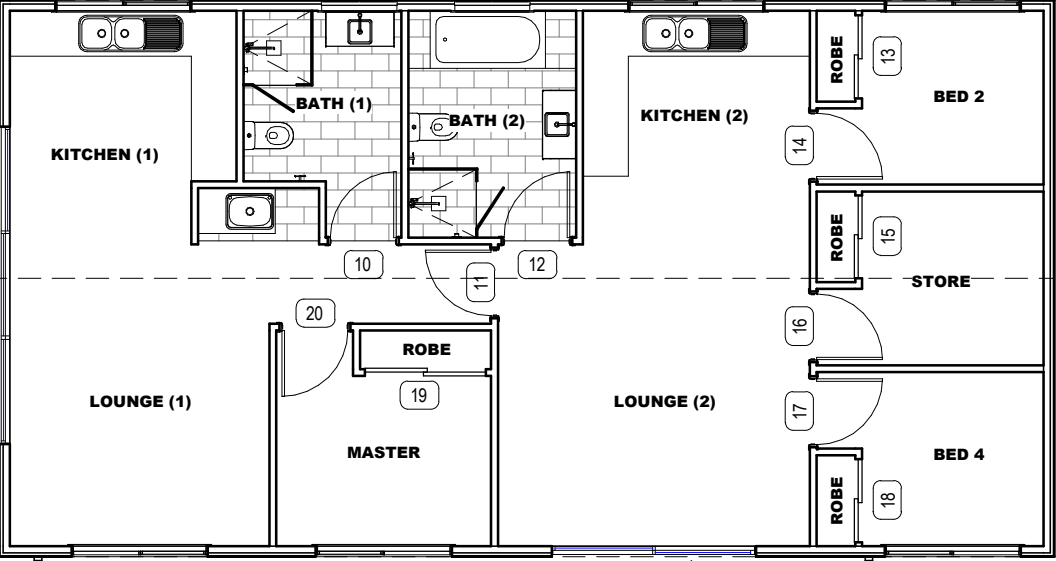 ROBE
13
BED 2
BATH (1)
BATH (2)
KITCHEN (2)
KITCHEN (1)
14
ROBE
15
10
11
12
STORE
20
16
ROBE
19
LOUNGE (1)
LOUNGE (2)
17
MASTER
BED 4
ROBE
18